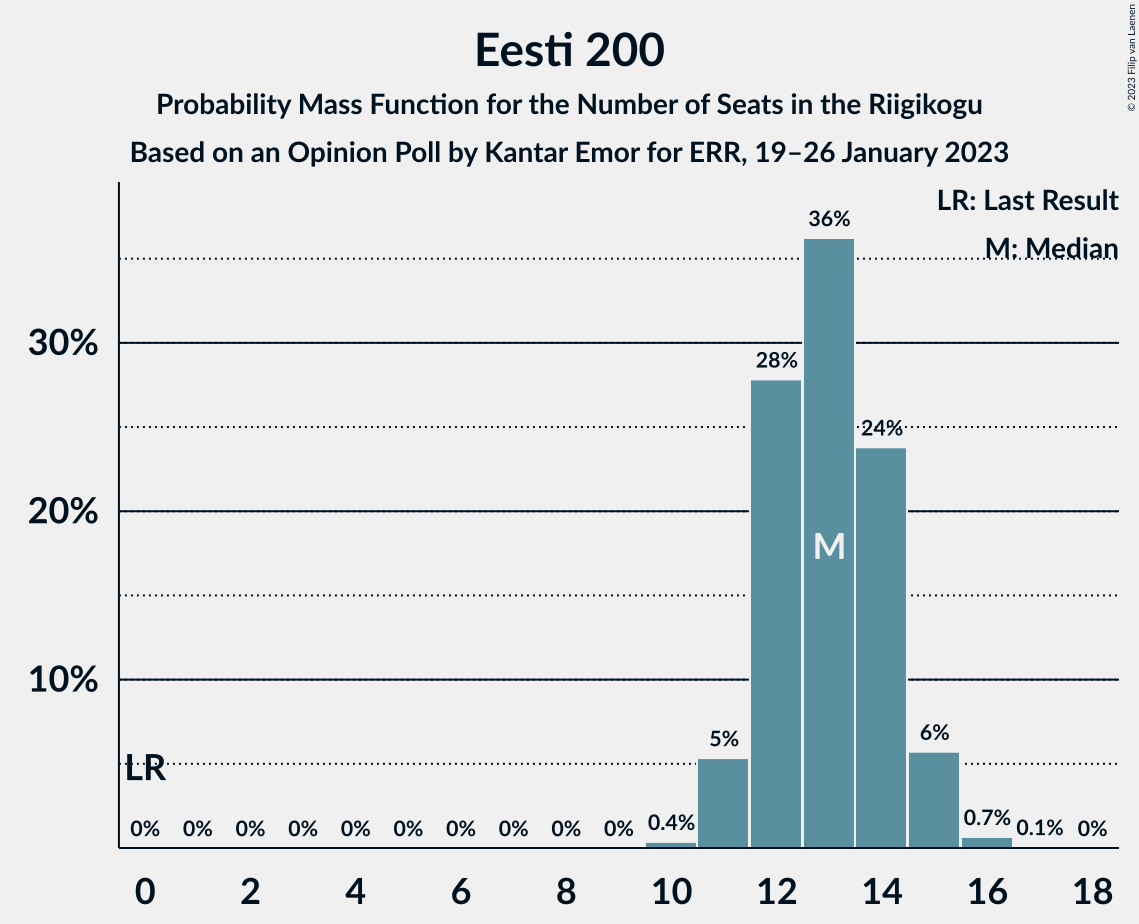 Eesti 200
Probability Mass Function for the Number of Seats in the Riigikogu
Based on an Opinion Poll by Kantar Emor for ERR, 19–26 January 2023
© 2023 Filip van Laenen
LR: Last Result
M: Median
36%
30%
28%
24%
20%
M
10%
5%
6%
LR
0% 0% 0% 0% 0% 0% 0% 0% 0% 0% 0.4% 0.7% 0.1% 0%
0 2 4 6 8 10 12 14 16 18